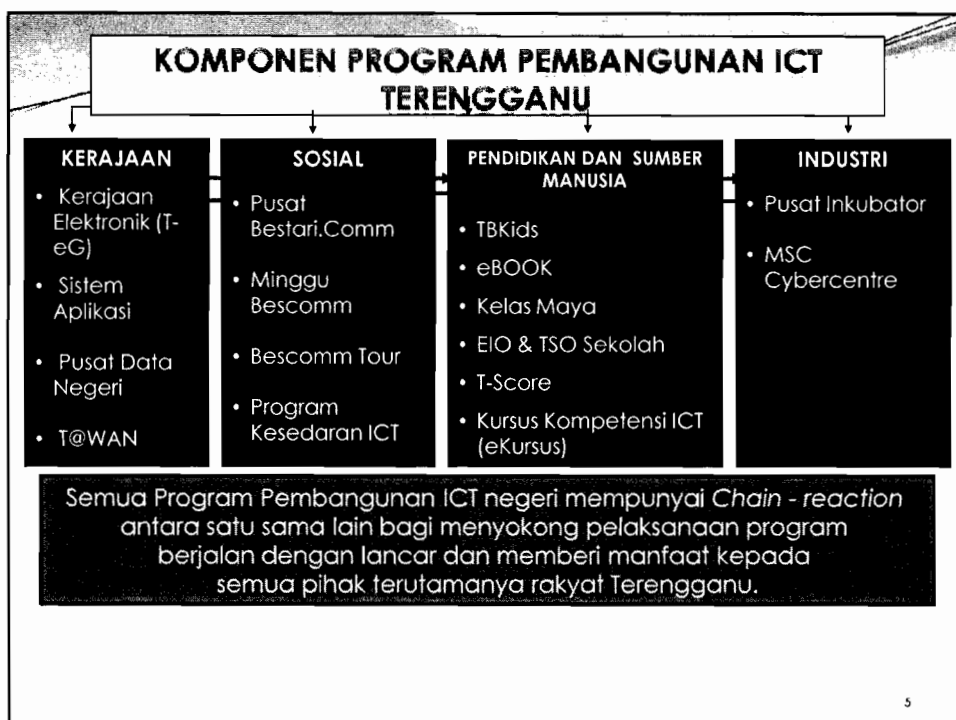 KOMPONEN PROGRAM PEMBANGUNAN ICT
TERENGGANU
KERAJAAN
• Kerajaan
Elektronik (T-
eG)
• Sistem
Aplikasi
• Pusat Data
Negeri
• T@WAN
SOSIAL
• Pusat
Bestari.Comm
• Minggu
Bescomm
• Bescomm Tour
• Program
Kesedaran ICT
PENDIDIKAN DAN SUMBER
MANUSIA
• TBKids
• eBOOK
• Kelas Maya
• EIO & TSO Sekolah
• T-Score
• Kursus Kompetensi ICT
(eKursus)
INDUSTRI
• Pusat Inkubator
• MSC
Cybercentre
Semua Program Pembangunan ICT negeri mempunyai Chain - reaction
antara satu sama lain bagi menyokong pelaksanaan program
berjalan dengan lancar dan memberi manfaat kepada
semua pihak terutamanya rakyat Terengganu.
5